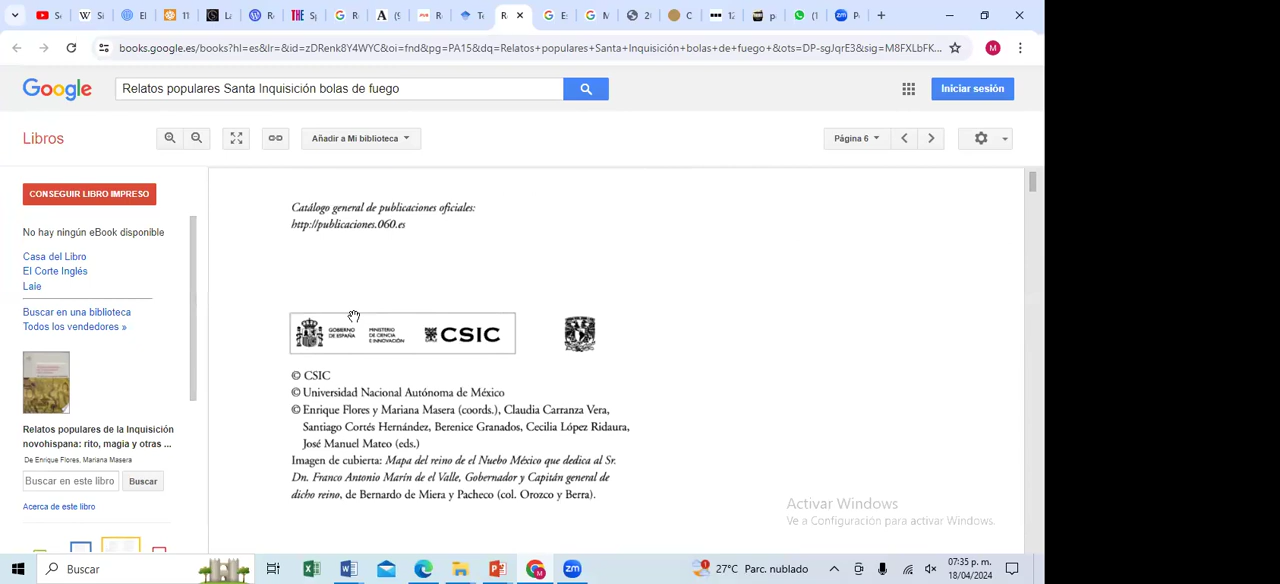 books.google.es/books?hl=es&lr=&id=zDRenk8Y4WYC&oi=fnd&pg=PA15&dq=Relatos+populares+Santa+Inquisición+bolas+de+fuego+&ots=DP-sgJqrE3&sig=M8FXLbFK...
M
Google
Relatos populares Santa Inquisición bolas de fuego
Iniciar sesión
Libros
Añadir a Mi biblioteca
Página 6
CONSEGUIR LIBRO IMPRESO
No hay ningún eBook disponible
Casa del Libro
El Corte Inglés
Laie
Buscar en una biblioteca
Todos los vendedores »
Relatos populares de la Inquisición
novohispana: rito, magia y otras ...
De Enrique Flores, Mariana Masera
Buscar en este libro
Buscar
Acerca de este libro
Catálogo general de publicaciones oficiales:
http://publicaciones.060.es
GOBIERNO
DE ESPAÑA
MINISTERIO
DE CIENCIA
E INNOVACIÓN
CSIC
© CSIC
© Universidad Nacional Autónoma de México
© Enrique Flores y Mariana Masera (coords.), Claudia Carranza Vera,
Santiago Cortés Hernández, Berenice Granados, Cecilia López Ridaura,
José Manuel Mateo (eds.)
Imagen de cubierta: Mapa del reino de el Nuebo México que dedica al Sr.
Dn. Franco Antonio Marín de el Valle, Gobernador y Capitán general de
dicho reino, de Bernardo de Miera y Pacheco (col. Orozco y Berra).
Activar Windows
Ve a Configuración para activar Windows.
Buscar
zm
27°C Parc. nublado
07:35 p. m.
18/04/2024